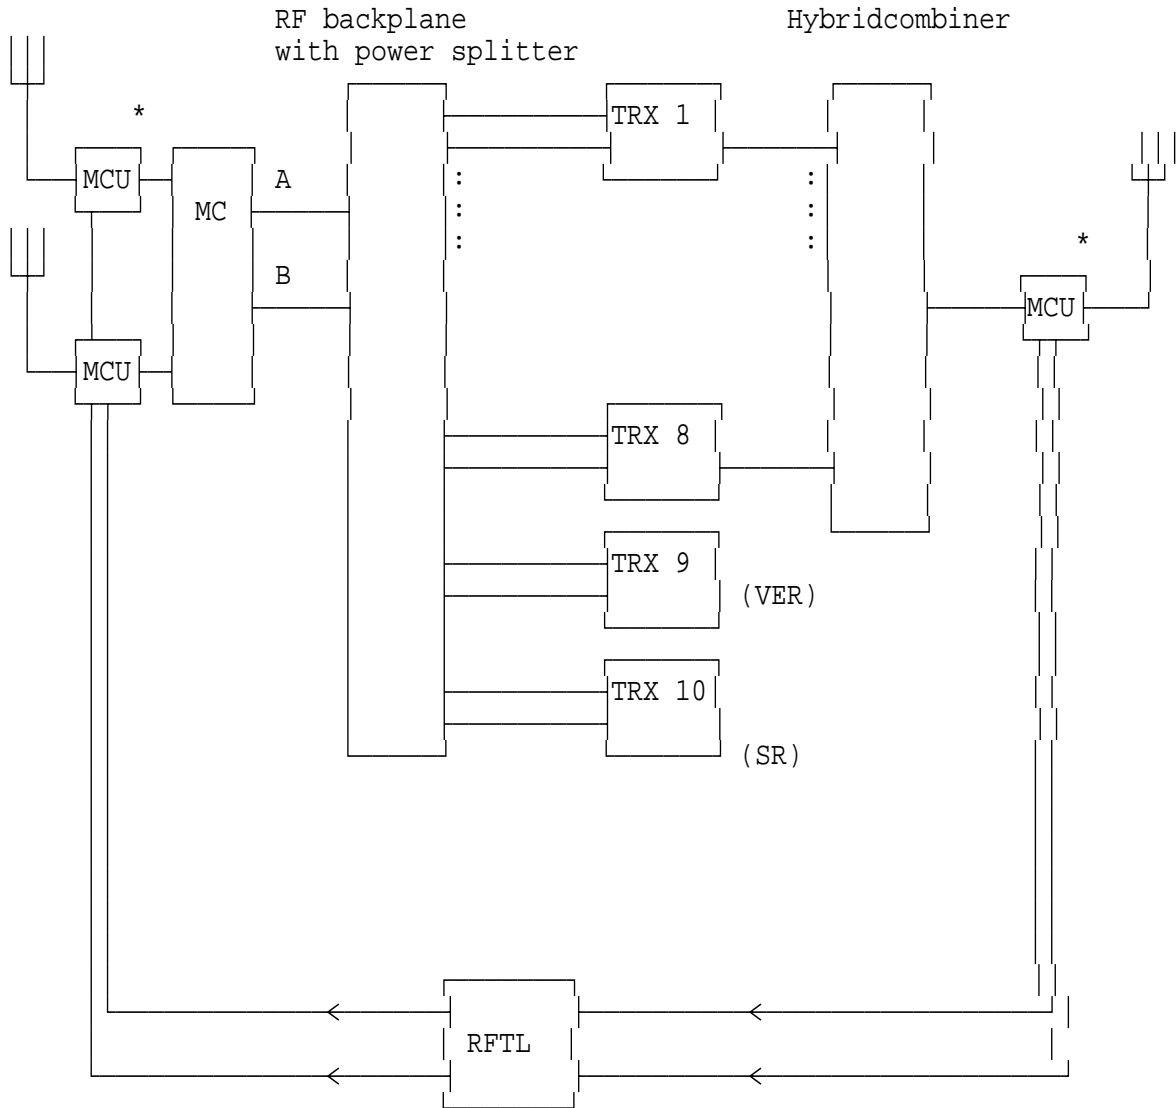 RF backplane
with power splitter
Hybridcombiner
*
TRX 1
MCU
A
MC
*
B
MCU
MCU
TRX 8
TRX 9
(VER)
TRX 10
(SR)
RFTL